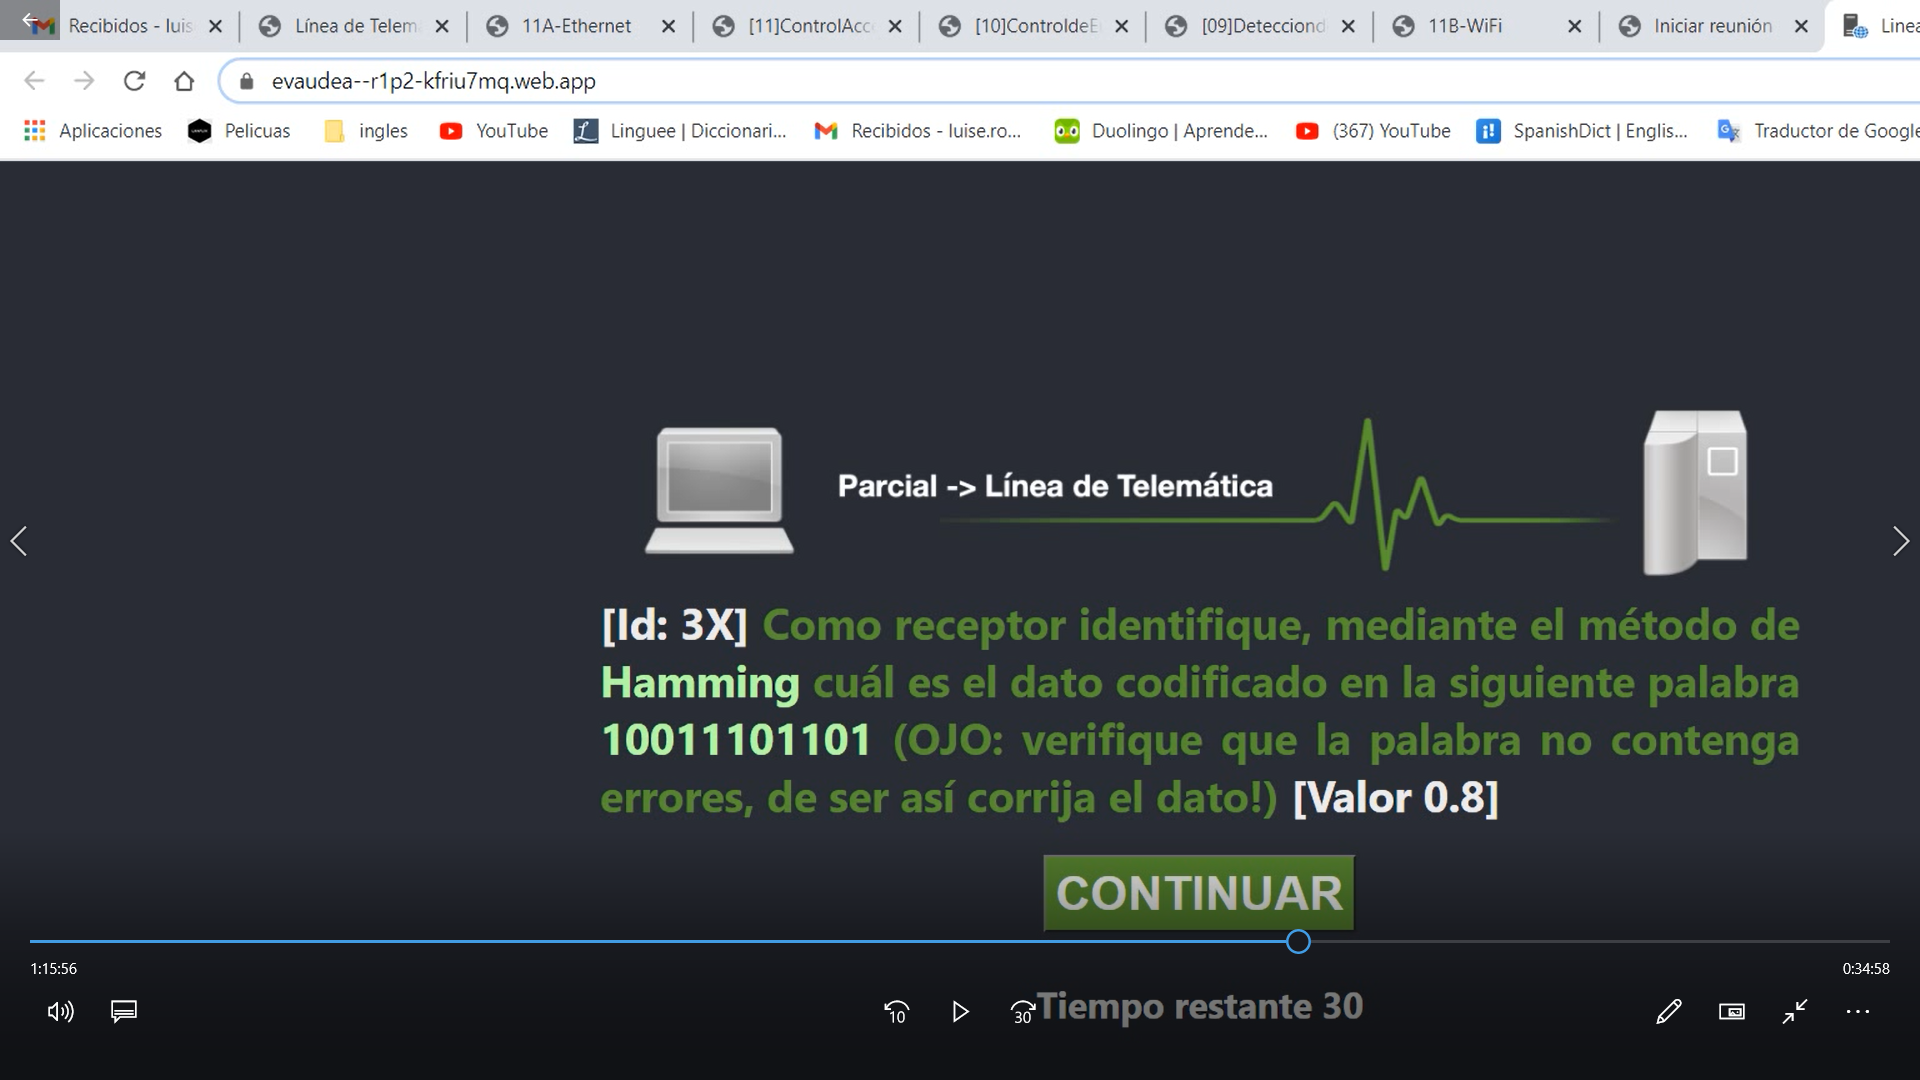 Recibidos - luis
Línea de Telem
11A-Ethernet
[11]ControlAcc
[10]ControldeE
[09]Detecciond
11B-WiFi
Iniciar reunión
Linea
evaudea--r1p2-kfriu7mq.web.app
Aplicaciones
Pelicuas
ingles
YouTube
Linguee | Diccionari...
Recibidos - luise.ro...
Duolingo | Aprende...
(367) YouTube
SpanishDict | Englis...
Traductor de Google
Parcial -> Línea de Telemática
[Id: 3X] Como receptor identifique, mediante el método de
Hamming cuál es el dato codificado en la siguiente palabra
10011101101 (OJO: verifique que la palabra no contenga
errores, de ser así corrija el dato!) [Valor 0.8]
CONTINUAR
1:15:56
0:34:58
10
30
Tiempo restante 30